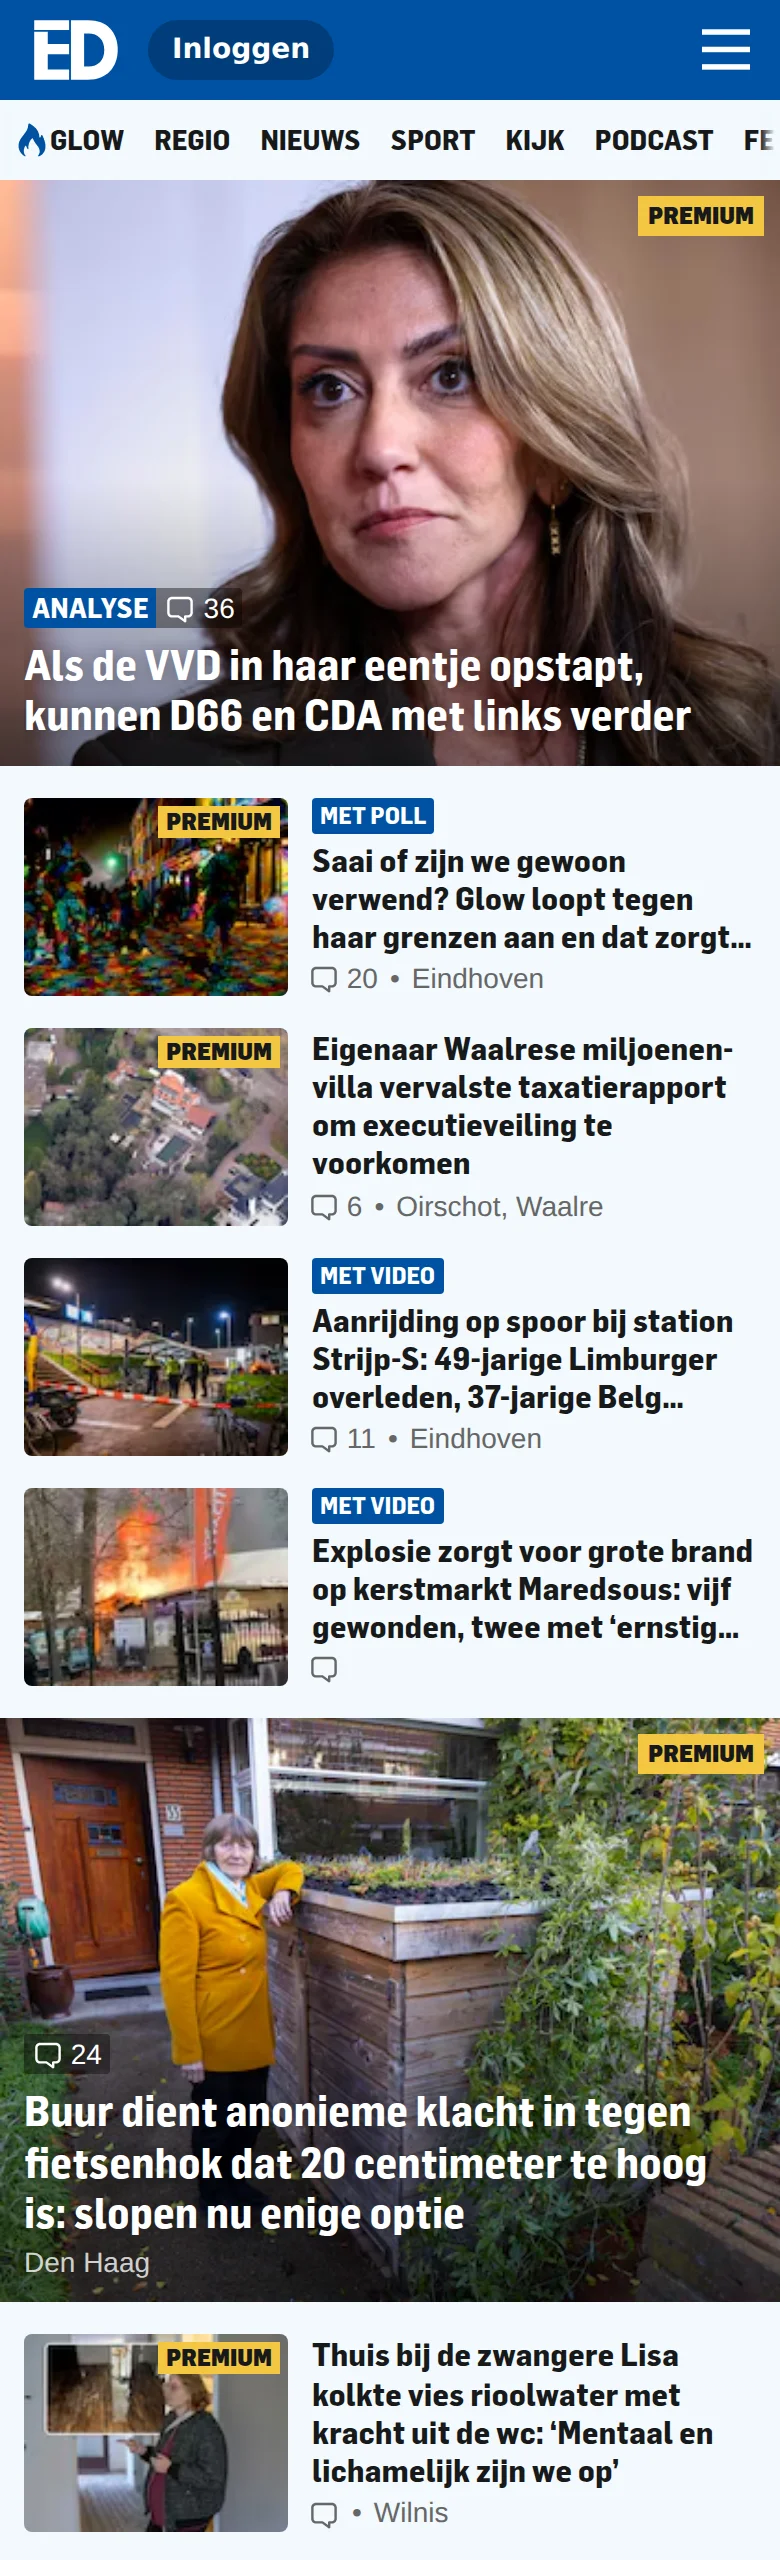 ED
Inloggen
GLOW REGIO NIEUWS SPORT KIJK PODCAST FE
PREMIUM
ANALYSE 36
Als de VVD in haar eentje opstapt,
kunnen D66 en CDA met links verder
PREMIUM
MET POLL
Saai of zijn we gewoon
verwend? Glow loopt tegen
haar grenzen aan en dat zorgt...
20 • Eindhoven
PREMIUM
Eigenaar Waalrese miljoenen-
villa vervalste taxatierapport
om executieveiling te
voorkomen
6 • Oirschot, Waalre
MET VIDEO
Aanrijding op spoor bij station
Strijp-S: 49-jarige Limburger
overleden, 37-jarige Belg...
11 • Eindhoven
MET VIDEO
Explosie zorgt voor grote brand
op kerstmarkt Maredsous: vijf
gewonden, twee met ‘ernstig...
PREMIUM
24
Buur dient anonieme klacht in tegen
fietsenhok dat 20 centimeter te hoog
is: slopen nu enige optie
Den Haag
PREMIUM
Thuis bij de zwangere Lisa
kolkte vies rioolwater met
kracht uit de wc: ‘Mentaal en
lichamelijk zijn we op’
• Wilnis